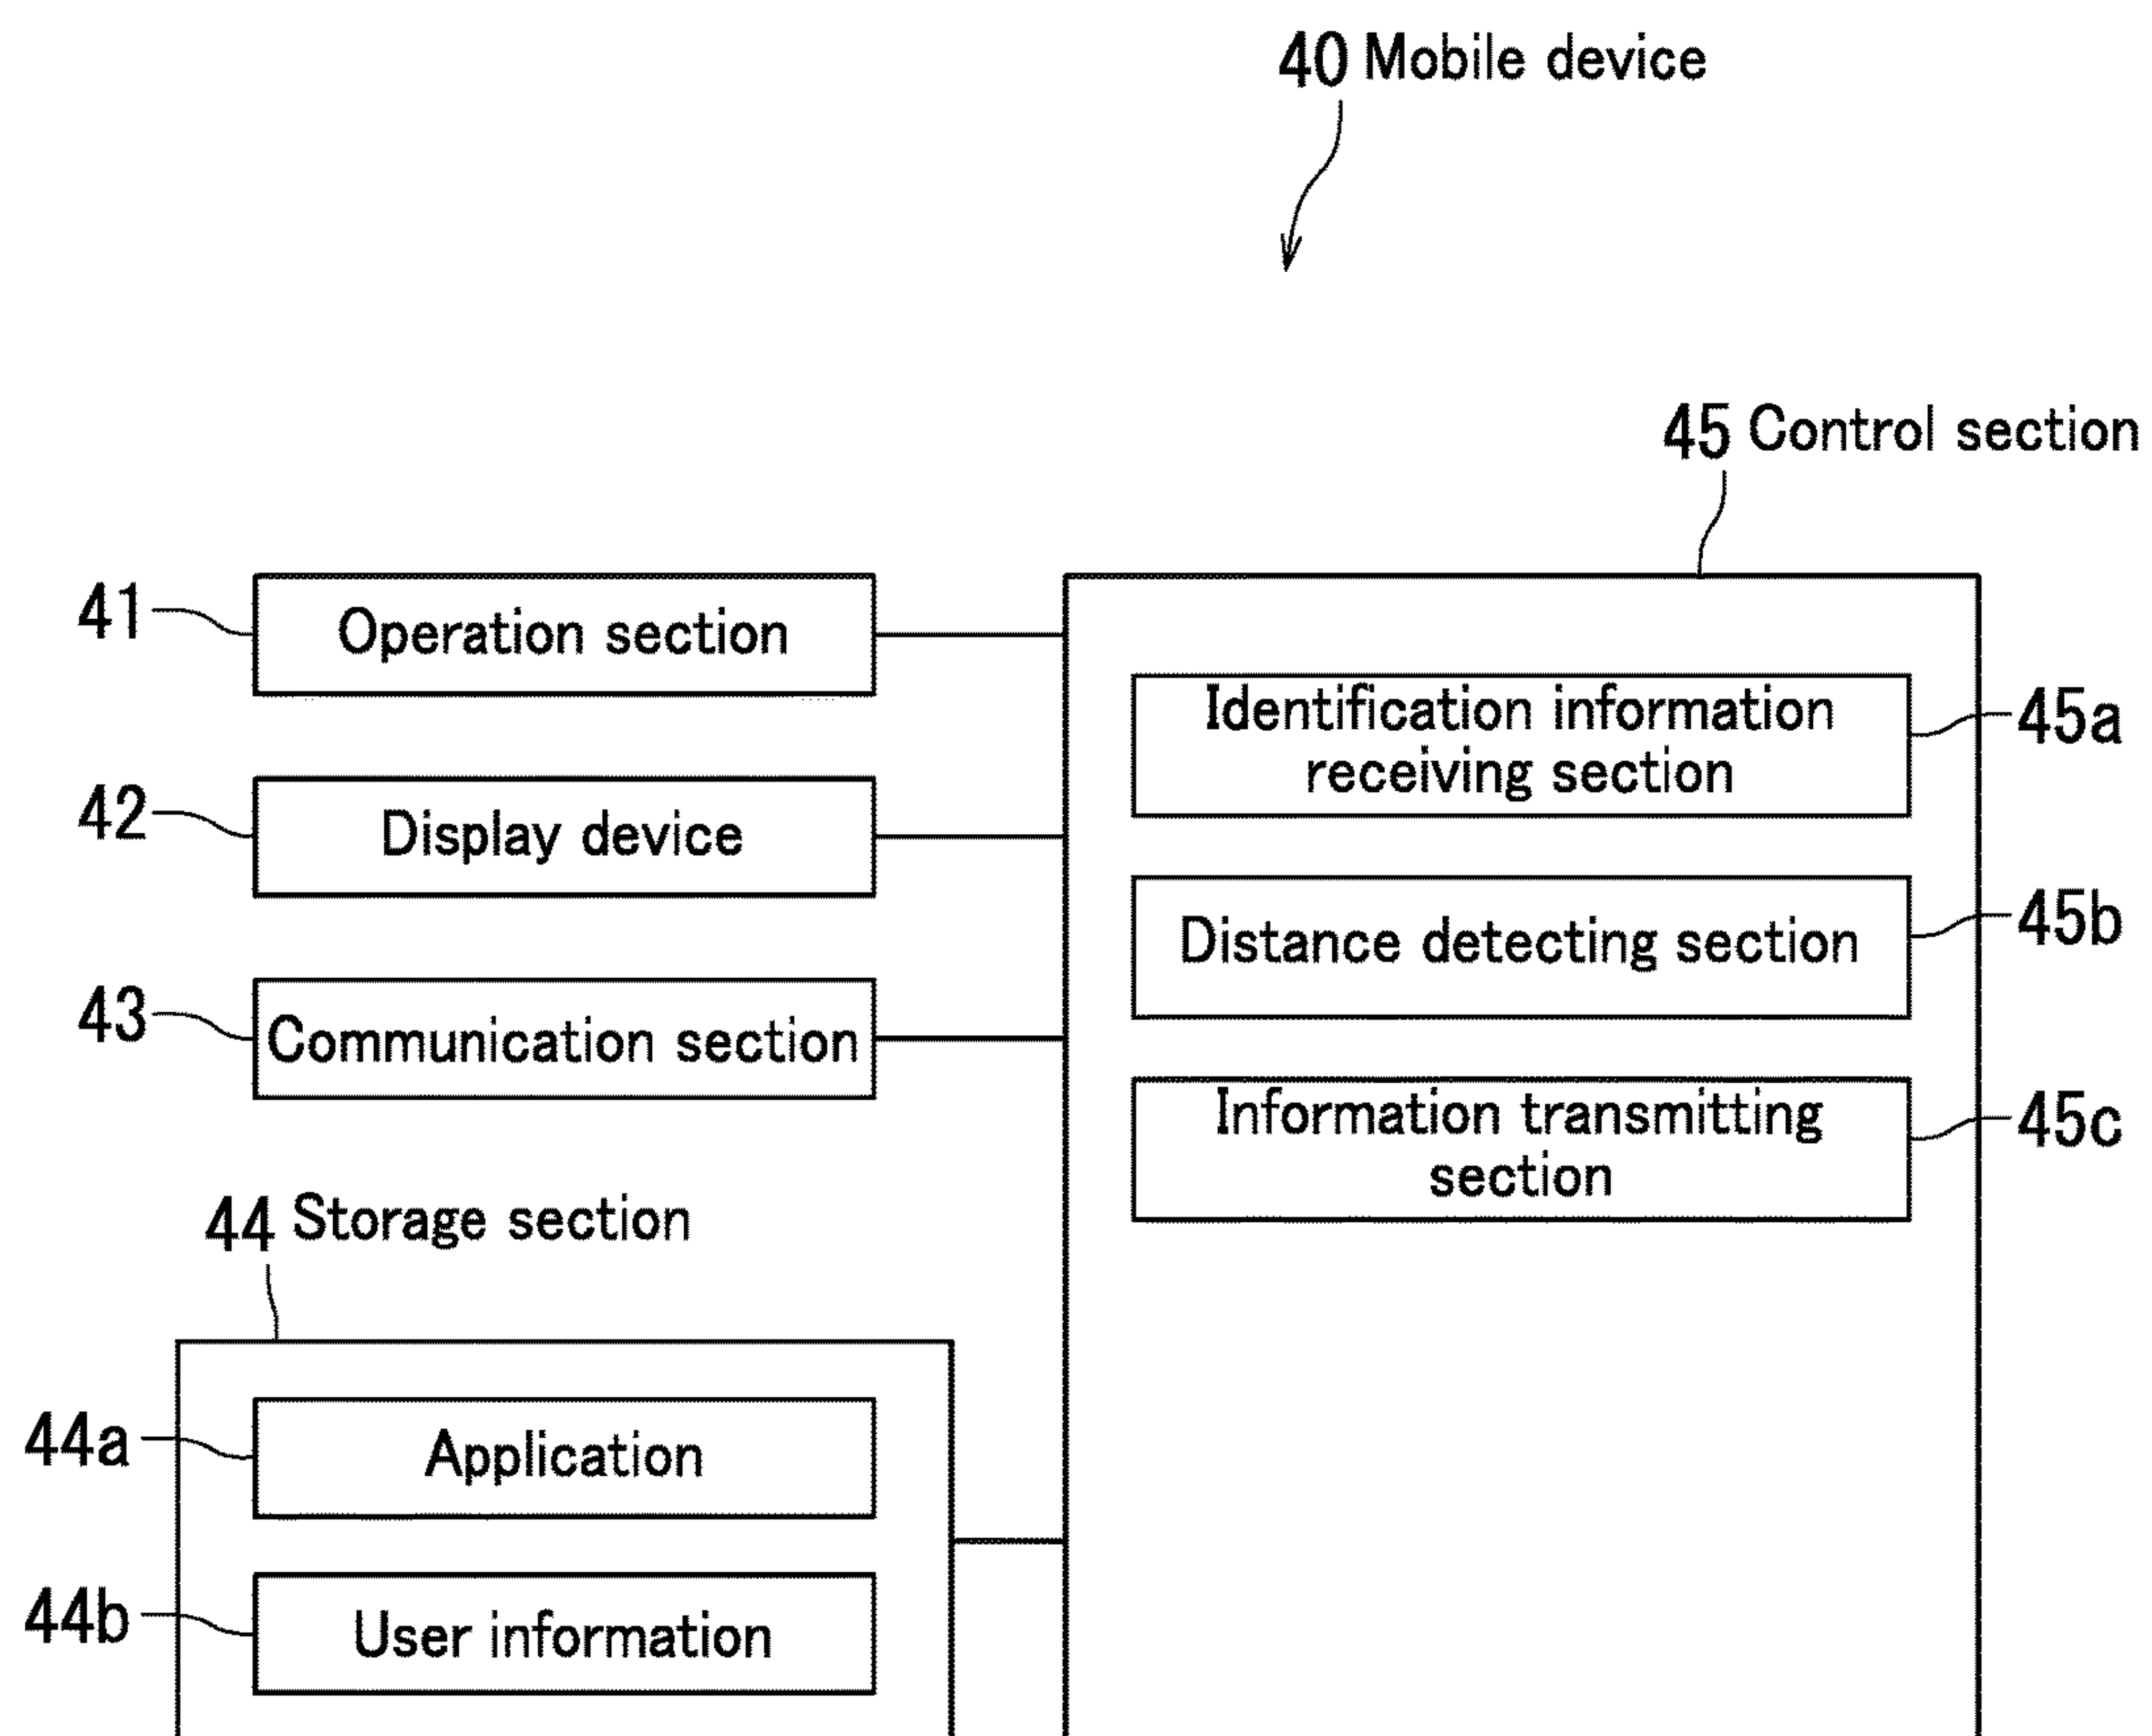 40 Mobile device
45 Control section
41
Operation section
42
Display device
43
Communication section
44 Storage section
44a
Application
44b
User information
Identification information
receiving section
45a
Distance detecting section
45b
Information transmitting
section
45c